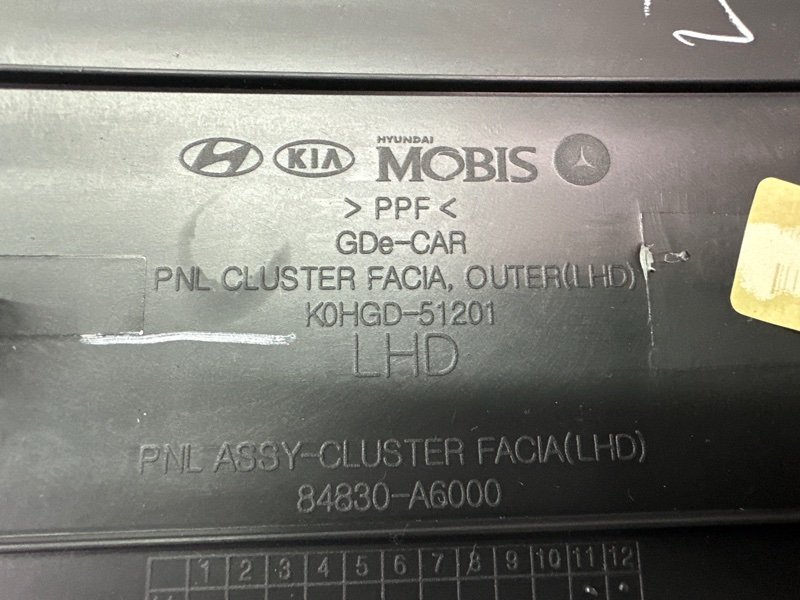 KIA HYUNDAI MOBIS
> PPF <
GDe-CAR
PNL CLUSTER FACIA, OUTER(LHD)
K0HGD-51201
LHD
PNL ASSY-CLUSTER FACIA(LHD)
84830-A6000
1 2 3 4 5 6 7 8 9 10 11 12